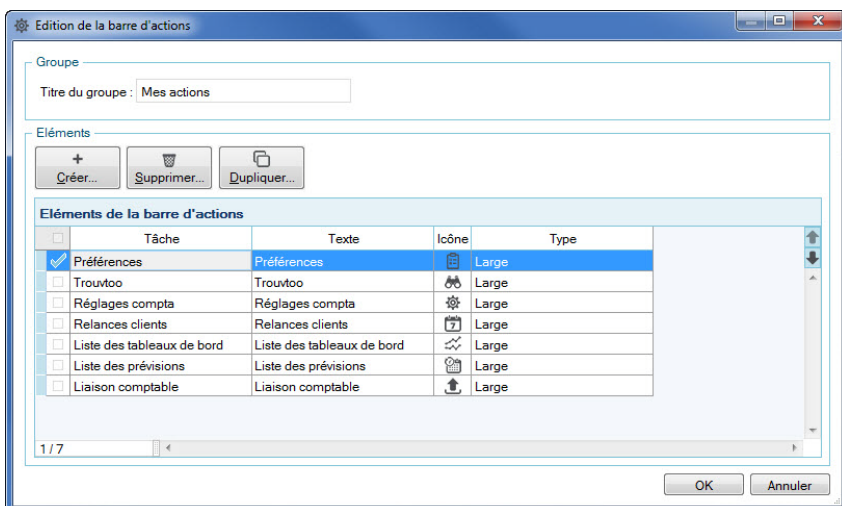 Edition de la barre d'actions
Groupe
Titre du groupe : Mes actions
Eléments
Créer... Supprimer... Dupliquer...
Eléments de la barre d'actions
Tâche Texte Icône Type
Préférences Préférences Large
Trouvtoo Trouvtoo Large
Réglages compta Réglages compta Large
Relances clients Relances clients 7 Large
Liste des tableaux de bord Liste des tableaux de bord Large
Liste des prévisions Liste des prévisions Large
Liaison comptable Liaison comptable Large
1 / 7
OK Annuler